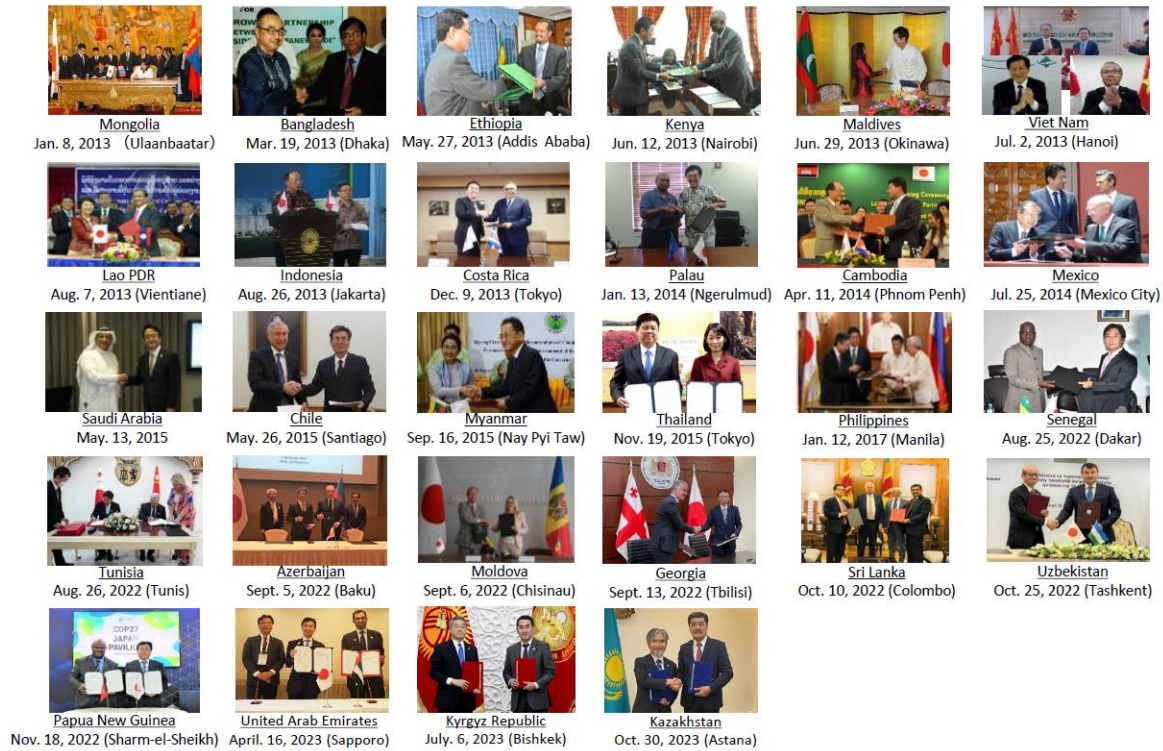 FOR
GROW
PARTNERSHIP
BETWEEN
Mongolia
Jan. 8, 2013 （Ulaanbaatar）
Bangladesh
Mar. 19, 2013 (Dhaka)
Ethiopia
May. 27, 2013 (Addis Ababa)
Kenya
Jun. 12, 2013 (Nairobi)
Maldives
Jun. 29, 2013 (Okinawa)
Viet Nam
Jul. 2, 2013 (Hanoi)
Lao PDR
Aug. 7, 2013 (Vientiane)
Indonesia
Aug. 26, 2013 (Jakarta)
Costa Rica
Dec. 9, 2013 (Tokyo)
Palau
Jan. 13, 2014 (Ngerulmud)
Cambodia
Apr. 11, 2014 (Phnom Penh)
Mexico
Jul. 25, 2014 (Mexico City)
Saudi Arabia
May. 13, 2015
Chile
May. 26, 2015 (Santiago)
Myanmar
Sep. 16, 2015 (Nay Pyi Taw)
Thailand
Nov. 19, 2015 (Tokyo)
Philippines
Jan. 12, 2017 (Manila)
Senegal
Aug. 25, 2022 (Dakar)
Tunisia
Aug. 26, 2022 (Tunis)
Azerbaijan
Sept. 5, 2022 (Baku)
Moldova
Sept. 6, 2022 (Chisinau)
Georgia
Sept. 13, 2022 (Tbilisi)
Sri Lanka
Oct. 10, 2022 (Colombo)
Uzbekistan
Oct. 25, 2022 (Tashkent)
COP27
JAPAN
PAVILION
Papua New Guinea
Nov. 18, 2022 (Sharm-el-Sheikh)
United Arab Emirates
April. 16, 2023 (Sapporo)
Kyrgyz Republic
July. 6, 2023 (Bishkek)
Kazakhstan
Oct. 30, 2023 (Astana)